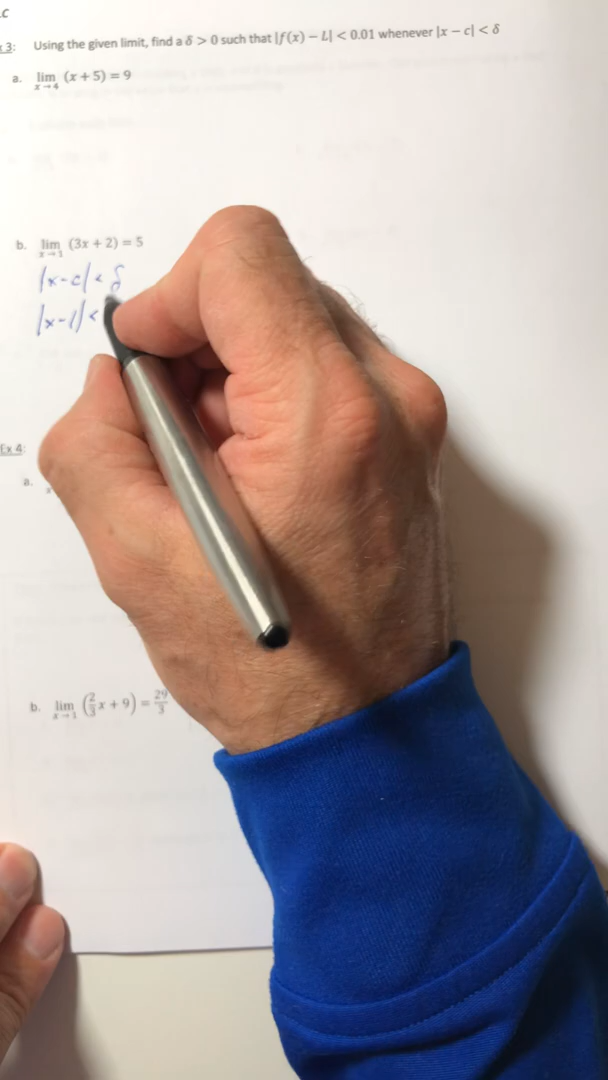 C
3: Using the given limit, find a δ > 0 such that |f(x) − L| < 0.01 whenever |x − c| < δ
a. lim x→4 (x + 5) = 9
b. lim x→1 (3x + 2) = 5
|x-c| < δ
|x-1| <
Ex 4:
a.
b. lim x→1 (2/3 x + 9) = 29/3